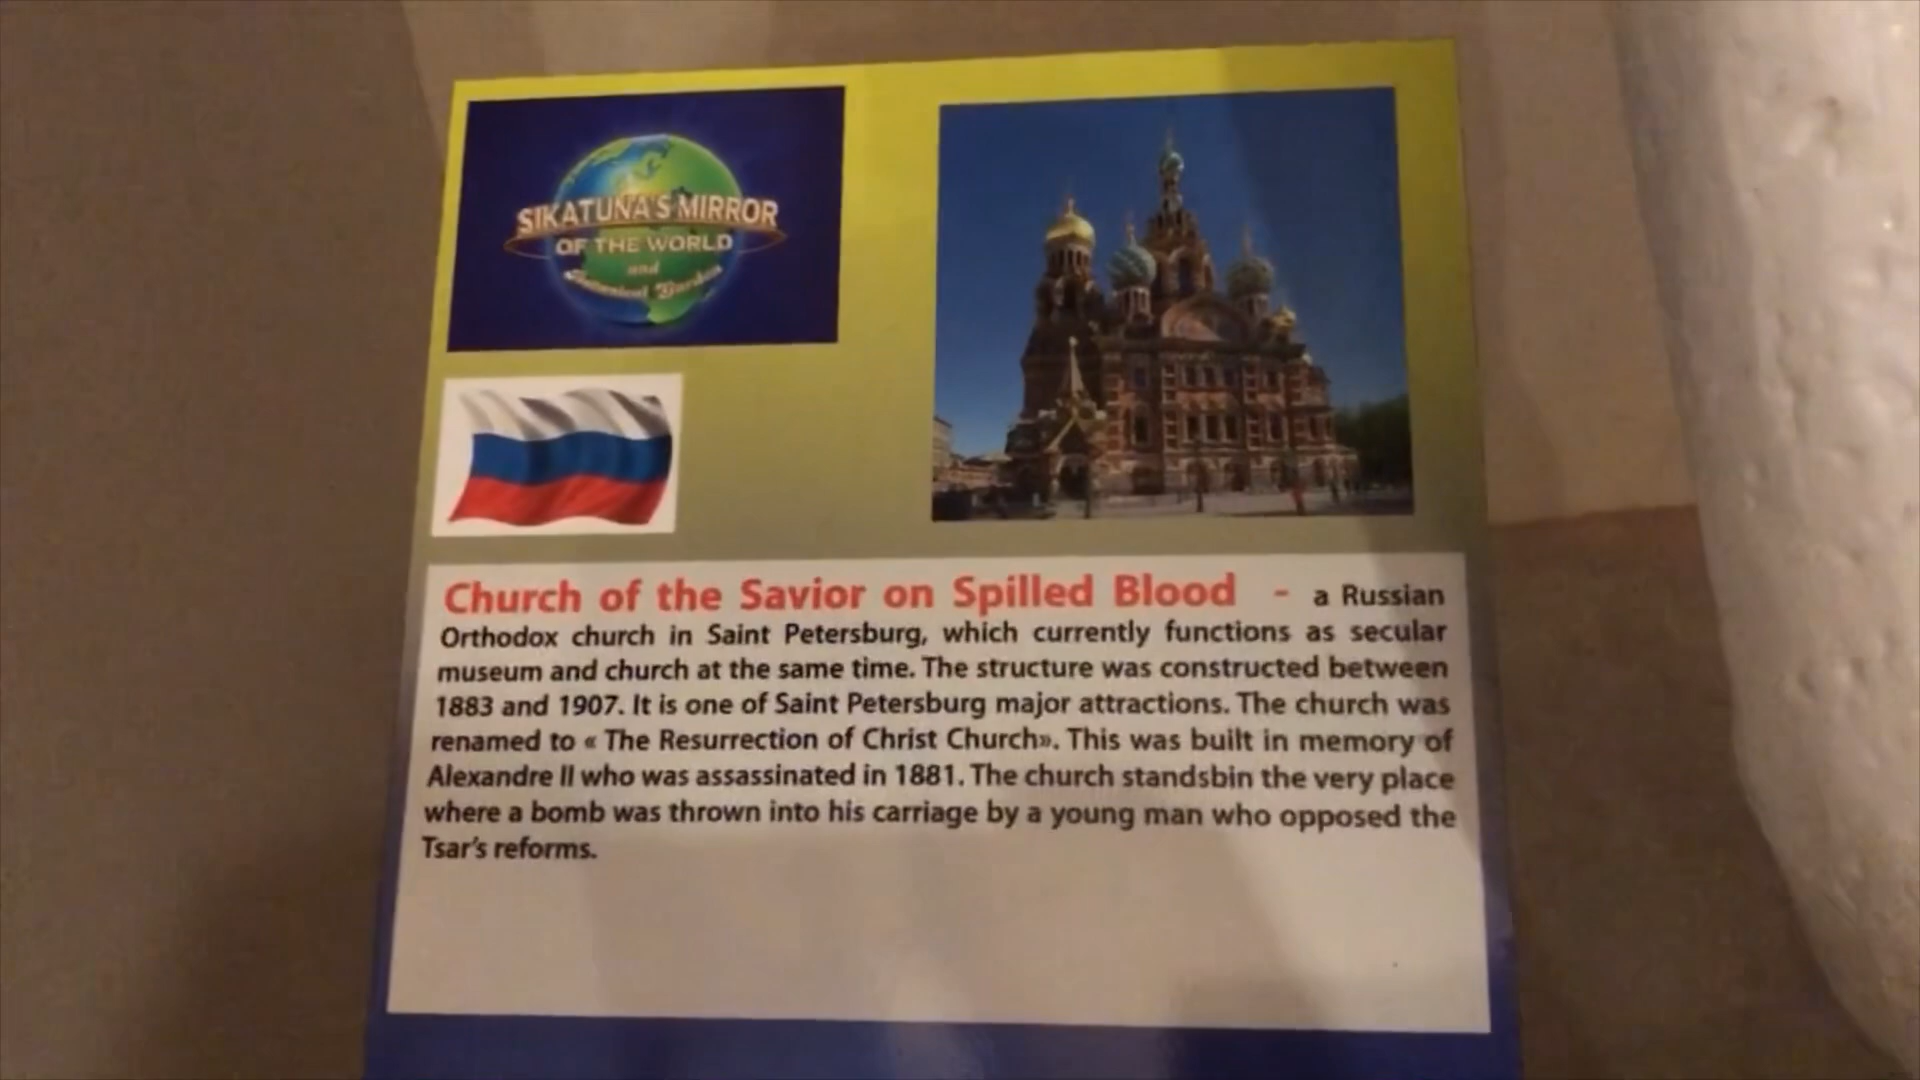 SIKATUNA'S MIRROR
OF THE WORLD
and
Botanical Garden
Church of the Savior on Spilled Blood - a Russian
Orthodox church in Saint Petersburg, which currently functions as secular
museum and church at the same time. The structure was constructed between
1883 and 1907. It is one of Saint Petersburg major attractions. The church was
renamed to « The Resurrection of Christ Church». This was built in memory of
Alexandre II who was assassinated in 1881. The church standsbin the very place
where a bomb was thrown into his carriage by a young man who opposed the
Tsar's reforms.